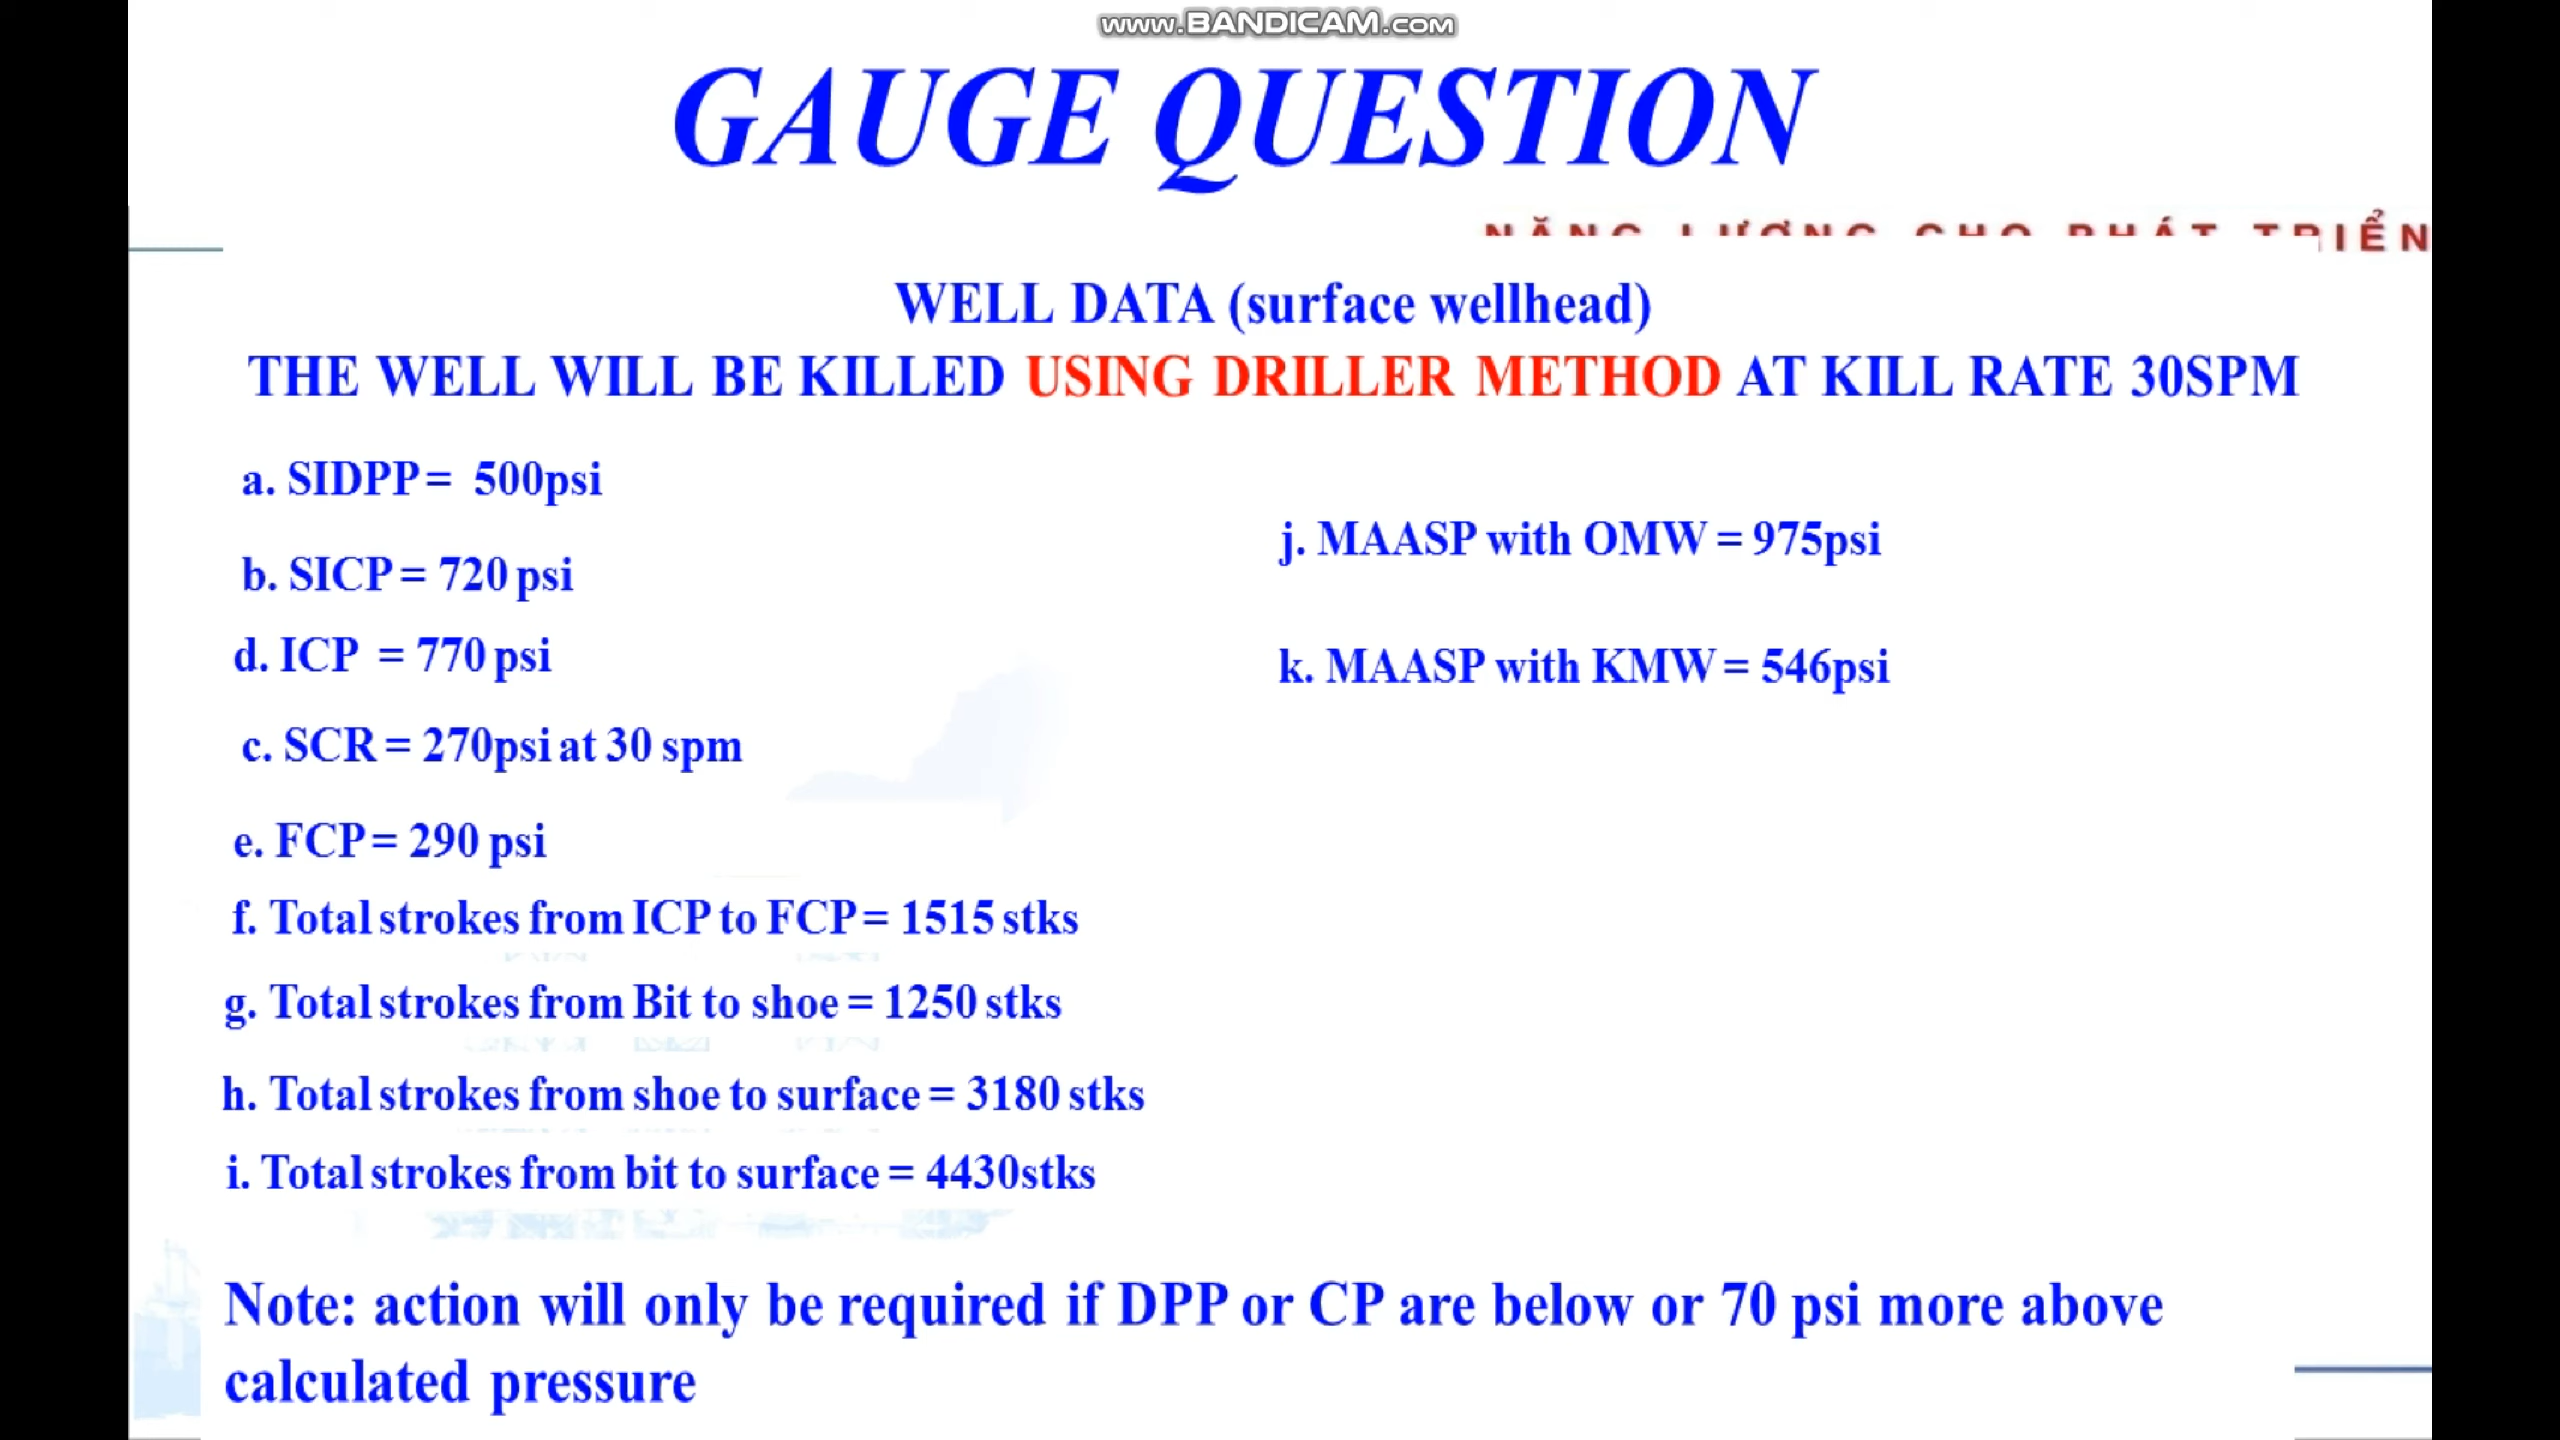 www.BANDICAM.com
GAUGE QUESTION
NĂNG LƯỢNG CHO PHÁT TRIỂN
WELL DATA (surface wellhead)
THE WELL WILL BE KILLED USING DRILLER METHOD AT KILL RATE 30SPM
a. SIDPP = 500psi
b. SICP = 720 psi
d. ICP = 770 psi
c. SCR = 270psi at 30 spm
e. FCP = 290 psi
f. Total strokes from ICP to FCP = 1515 stks
g. Total strokes from Bit to shoe = 1250 stks
h. Total strokes from shoe to surface = 3180 stks
i. Total strokes from bit to surface = 4430stks
j. MAASP with OMW = 975psi
k. MAASP with KMW = 546psi
Note: action will only be required if DPP or CP are below or 70 psi more above
calculated pressure